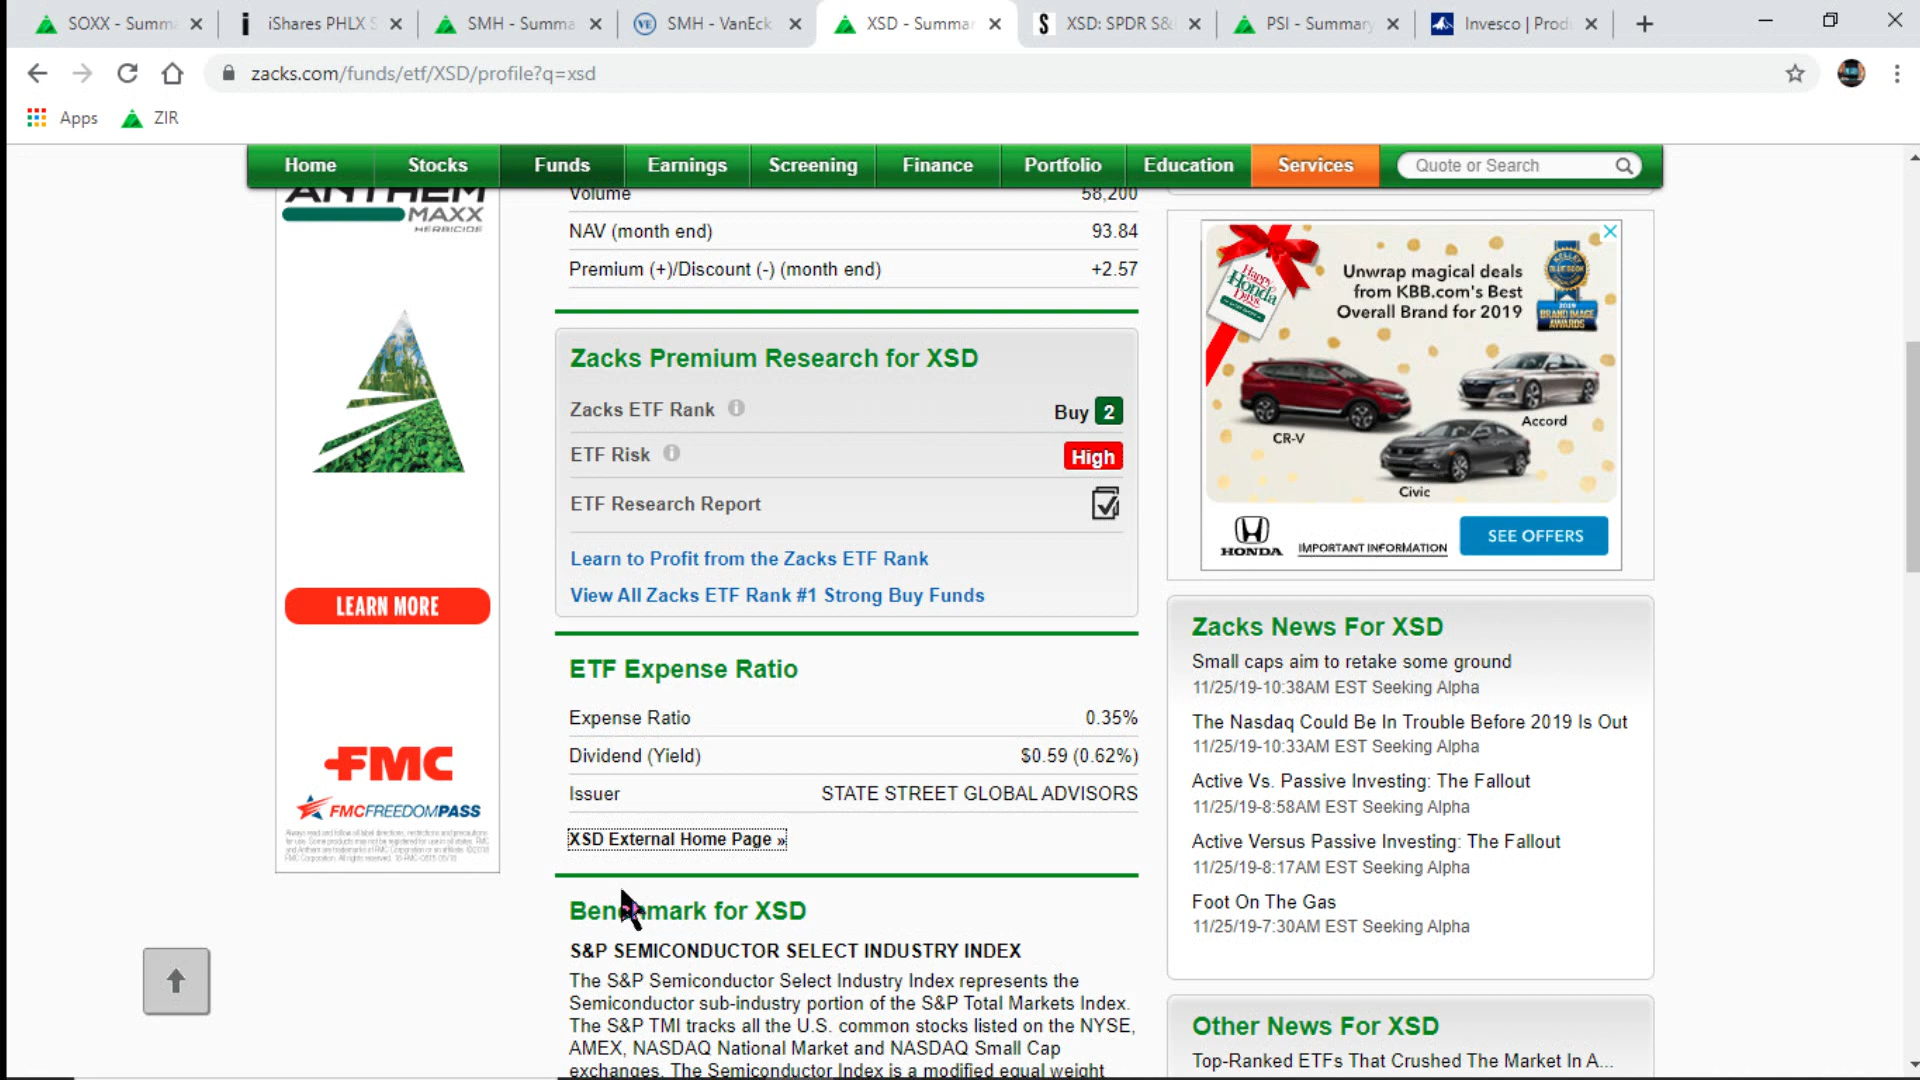 SOXX - Summa
iShares PHLX S
SMH - Summa
SMH - VanEck
XSD - Summar
XSD: SPDR S&
PSI - Summary
Invesco | Prod
zacks.com/funds/etf/XSD/profile?q=xsd
Apps
ZIR
Home
Stocks
Funds
Earnings
Screening
Finance
Portfolio
Education
Services
Quote or Search
ANTHEM
MAXX
HERBICIDE
LEARN MORE
FMC
FMCFREEDOMPASS
Volume 58,200
NAV (month end) 93.84
Premium (+)/Discount (-) (month end) +2.57
Zacks Premium Research for XSD
Zacks ETF Rank Buy 2
ETF Risk High
ETF Research Report
Learn to Profit from the Zacks ETF Rank
View All Zacks ETF Rank #1 Strong Buy Funds
ETF Expense Ratio
Expense Ratio 0.35%
Dividend (Yield) $0.59 (0.62%)
Issuer STATE STREET GLOBAL ADVISORS
XSD External Home Page »
Benchmark for XSD
S&P SEMICONDUCTOR SELECT INDUSTRY INDEX
The S&P Semiconductor Select Industry Index represents the
Semiconductor sub-industry portion of the S&P Total Markets Index.
The S&P TMI tracks all the U.S. common stocks listed on the NYSE,
AMEX, NASDAQ National Market and NASDAQ Small Cap
exchanges. The Semiconductor Index is a modified equal weight
Happy
Honda
Days
Unwrap magical deals
from KBB.com's Best
Overall Brand for 2019
KELLEY
BLUE BOOK
2019
BRAND IMAGE
AWARDS
CR-V
Accord
Civic
HONDA
IMPORTANT INFORMATION
SEE OFFERS
Zacks News For XSD
Small caps aim to retake some ground
11/25/19-10:38AM EST Seeking Alpha
The Nasdaq Could Be In Trouble Before 2019 Is Out
11/25/19-10:33AM EST Seeking Alpha
Active Vs. Passive Investing: The Fallout
11/25/19-8:58AM EST Seeking Alpha
Active Versus Passive Investing: The Fallout
11/25/19-8:17AM EST Seeking Alpha
Foot On The Gas
11/25/19-7:30AM EST Seeking Alpha
Other News For XSD
Top-Ranked ETFs That Crushed The Market In A...